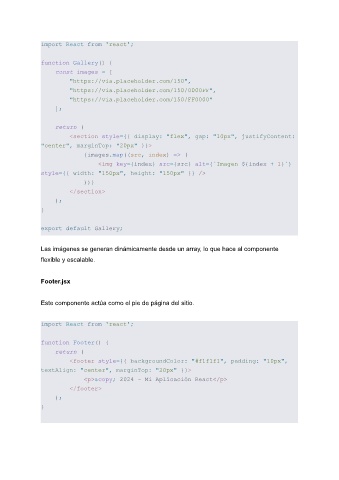 import React from 'react';
function Gallery() {
const images = [
"https://via.placeholder.com/150",
"https://via.placeholder.com/150/0000FF",
"https://via.placeholder.com/150/FF0000"
];
return (
<section style={{ display: "flex", gap: "10px", justifyContent:
"center", marginTop: "20px" }}>
{images.map((src, index) => (
<img key={index} src={src} alt={`Imagen ${index + 1}`}
style={{ width: "150px", height: "150px" }} />
))}
</section>
);
}
export default Gallery;
Las imágenes se generan dinámicamente desde un array, lo que hace al componente
flexible y escalable.
Footer.jsx
Este componente actúa como el pie de página del sitio.
import React from 'react';
function Footer() {
return (
<footer style={{ backgroundColor: "#f1f1f1", padding: "10px",
textAlign: "center", marginTop: "20px" }}>
<p>&copy; 2024 - Mi Aplicación React</p>
</footer>
);
}